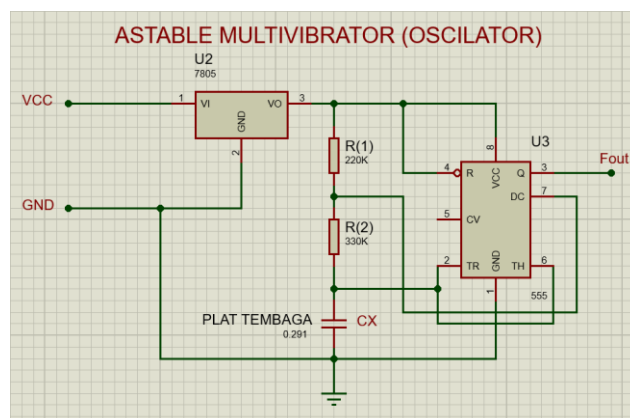 ASTABLE MULTIVIBRATOR (OSCILATOR)
U2
7805
VCC
1
VI
VO
3
GND
2
GND
R(1)
220K
R(2)
330K
PLAT TEMBAGA
CX
0.291
U3
8
VCC
4
R
Q
3
Fout
DC
7
5
CV
2
TR
GND
TH
6
1
555